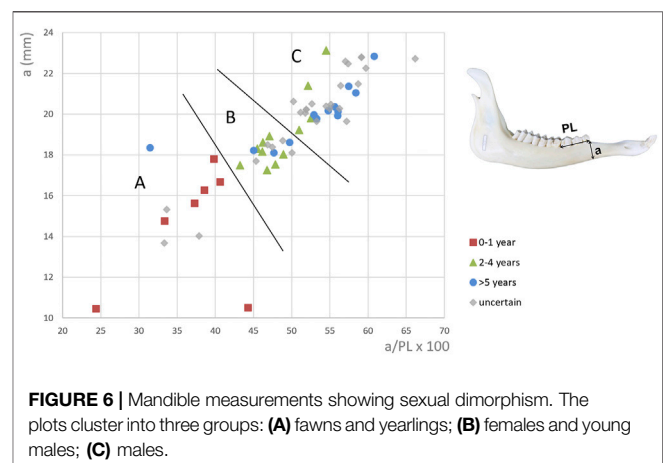 a (mm)
24
22
20
18
16
14
12
10
20 25 30 35 40 45 50 55 60 65 70
a/PL x 100
A
B
C
PL
a
0-1 year
2-4 years
>5 years
uncertain
FIGURE 6 | Mandible measurements showing sexual dimorphism. The
plots cluster into three groups: (A) fawns and yearlings; (B) females and young
males; (C) males.